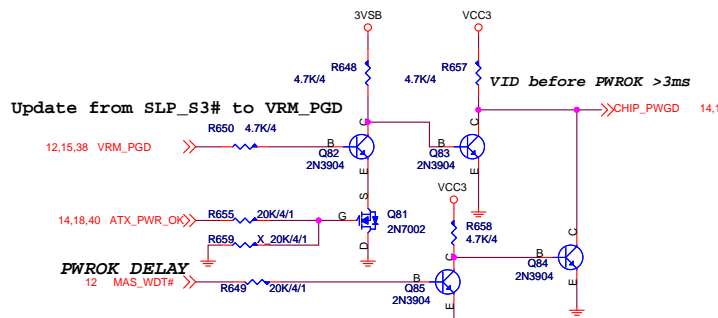 3VSB
VCC3
R648
4.7K/4
R657
4.7K/4
VID before PWROK >3ms
Update from SLP_S3# to VRM_PGD
CHIP_PWGD 14,1
C
C
R650 4.7K/4
12,15,38 VRM_PGD
B
B
Q82
2N3904
Q83
2N3904
E
E
S
VCC3
14,18,40 ATX_PWR_OK
R655 20K/4/1
G
Q81
2N7002
R659 X_20K/4/1
D
R658
4.7K/4
C
PWROK DELAY
C
B
Q84
2N3904
12 MAS_WDT#
R649 20K/4/1
B
Q85
2N3904
E
E